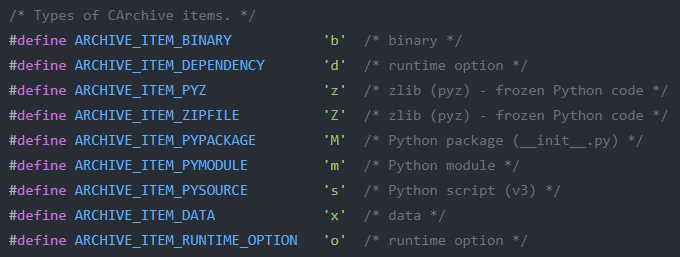 /* Types of CArchive items. */
#define ARCHIVE_ITEM_BINARY 'b' /* binary */
#define ARCHIVE_ITEM_DEPENDENCY 'd' /* runtime option */
#define ARCHIVE_ITEM_PYZ 'z' /* zlib (pyz) - frozen Python code */
#define ARCHIVE_ITEM_ZIPFILE 'Z' /* zlib (pyz) - frozen Python code */
#define ARCHIVE_ITEM_PYPACKAGE 'M' /* Python package (__init__.py) */
#define ARCHIVE_ITEM_PYMODULE 'm' /* Python module */
#define ARCHIVE_ITEM_PYSOURCE 's' /* Python script (v3) */
#define ARCHIVE_ITEM_DATA 'x' /* data */
#define ARCHIVE_ITEM_RUNTIME_OPTION 'o' /* runtime option */